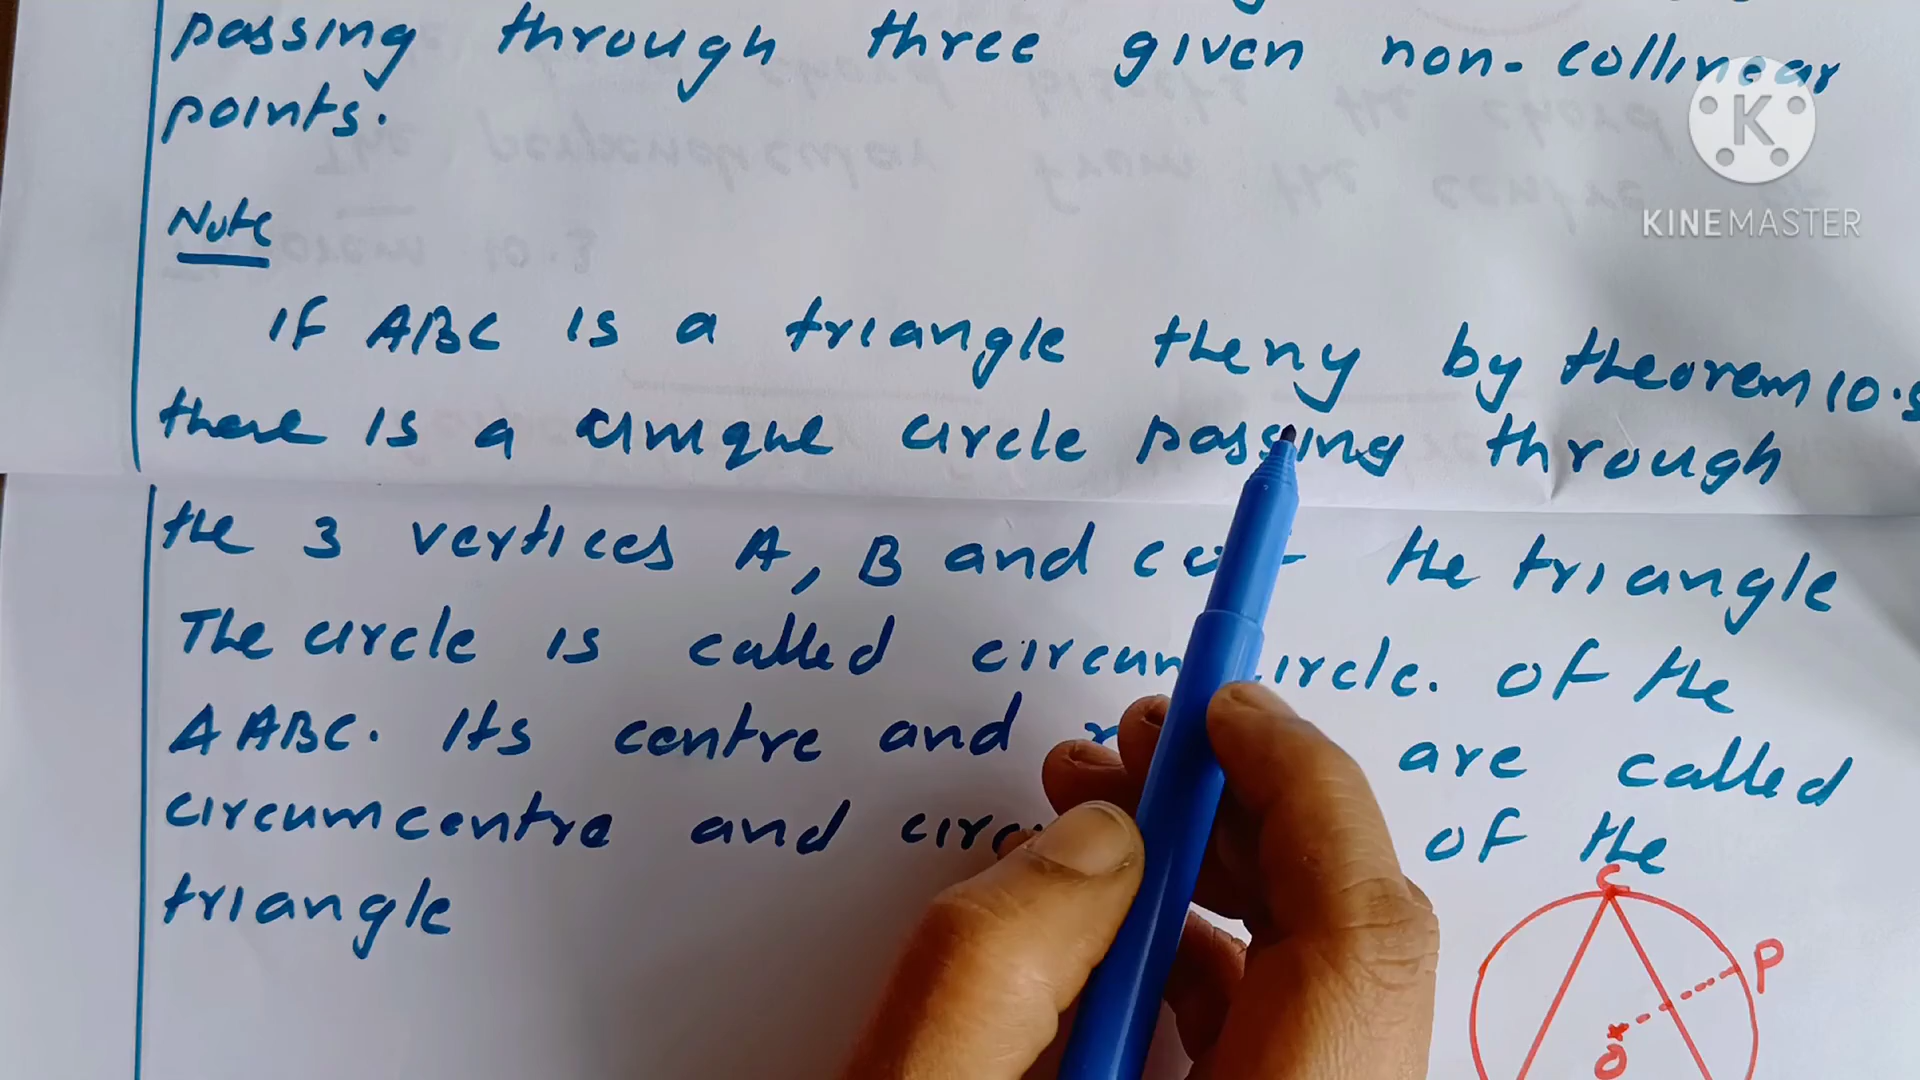 passing through three given non-collinear
points.
K
KINEMASTER
Note
If ABC is a triangle theny by theorem 10.5
there is a unique circle passing through
the 3 vertices A, B and C of the triangle
The circle is called circumcircle. of the
Δ ABC. Its centre and are called
circumcentre and of the
triangle
C
P
O